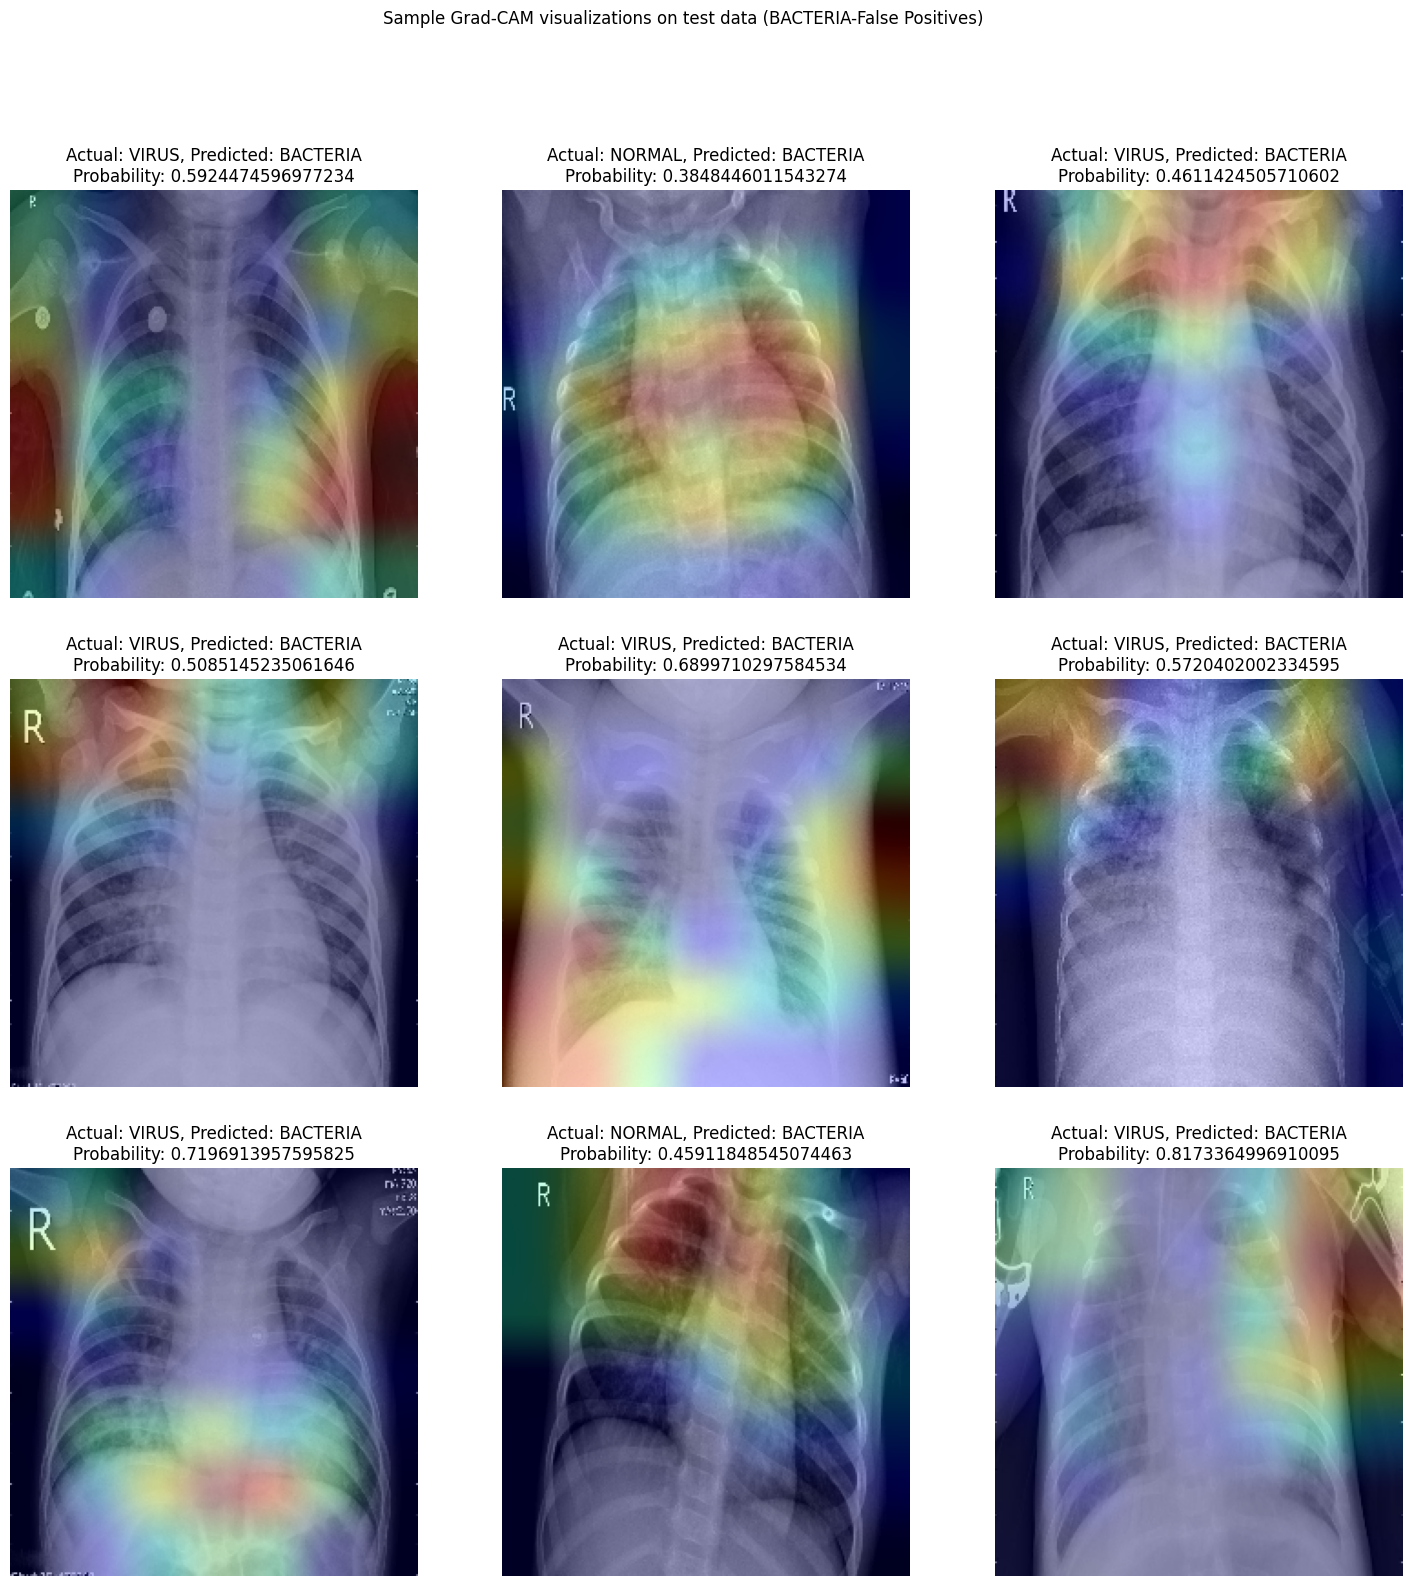 Sample Grad-CAM visualizations on test data (BACTERIA-False Positives)
Actual: VIRUS, Predicted: BACTERIA
Probability: 0.5924474596977234
Actual: NORMAL, Predicted: BACTERIA
Probability: 0.3848446011543274
Actual: VIRUS, Predicted: BACTERIA
Probability: 0.4611424505710602
R
R
R
Actual: VIRUS, Predicted: BACTERIA
Probability: 0.5085145235061646
Actual: VIRUS, Predicted: BACTERIA
Probability: 0.6899710297584534
Actual: VIRUS, Predicted: BACTERIA
Probability: 0.5720402002334595
R
R
Actual: VIRUS, Predicted: BACTERIA
Probability: 0.7196913957595825
Actual: NORMAL, Predicted: BACTERIA
Probability: 0.45911848545074463
Actual: VIRUS, Predicted: BACTERIA
Probability: 0.8173364996910095
R
R
R